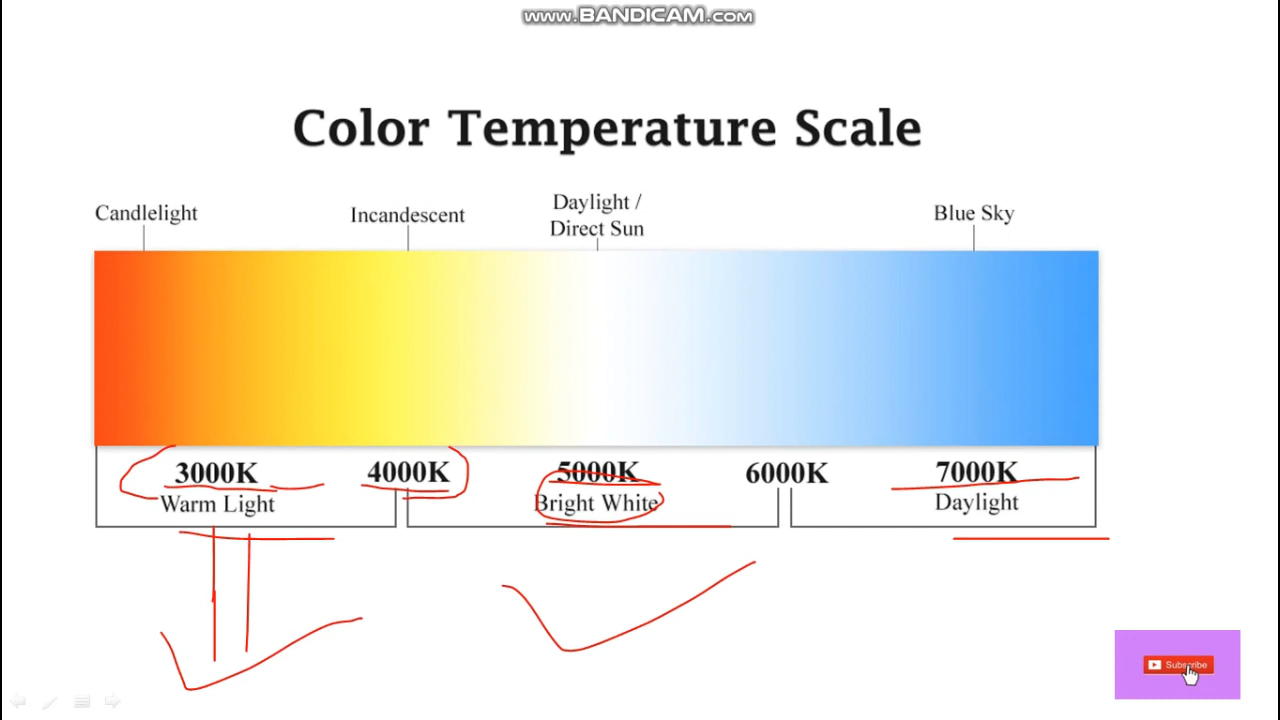 www.BANDICAM.com
Color Temperature Scale
Candlelight
Incandescent
Daylight /
Direct Sun
Blue Sky
3000K 4000K 5000K 6000K 7000K
Warm Light Bright White Daylight
Subscribe